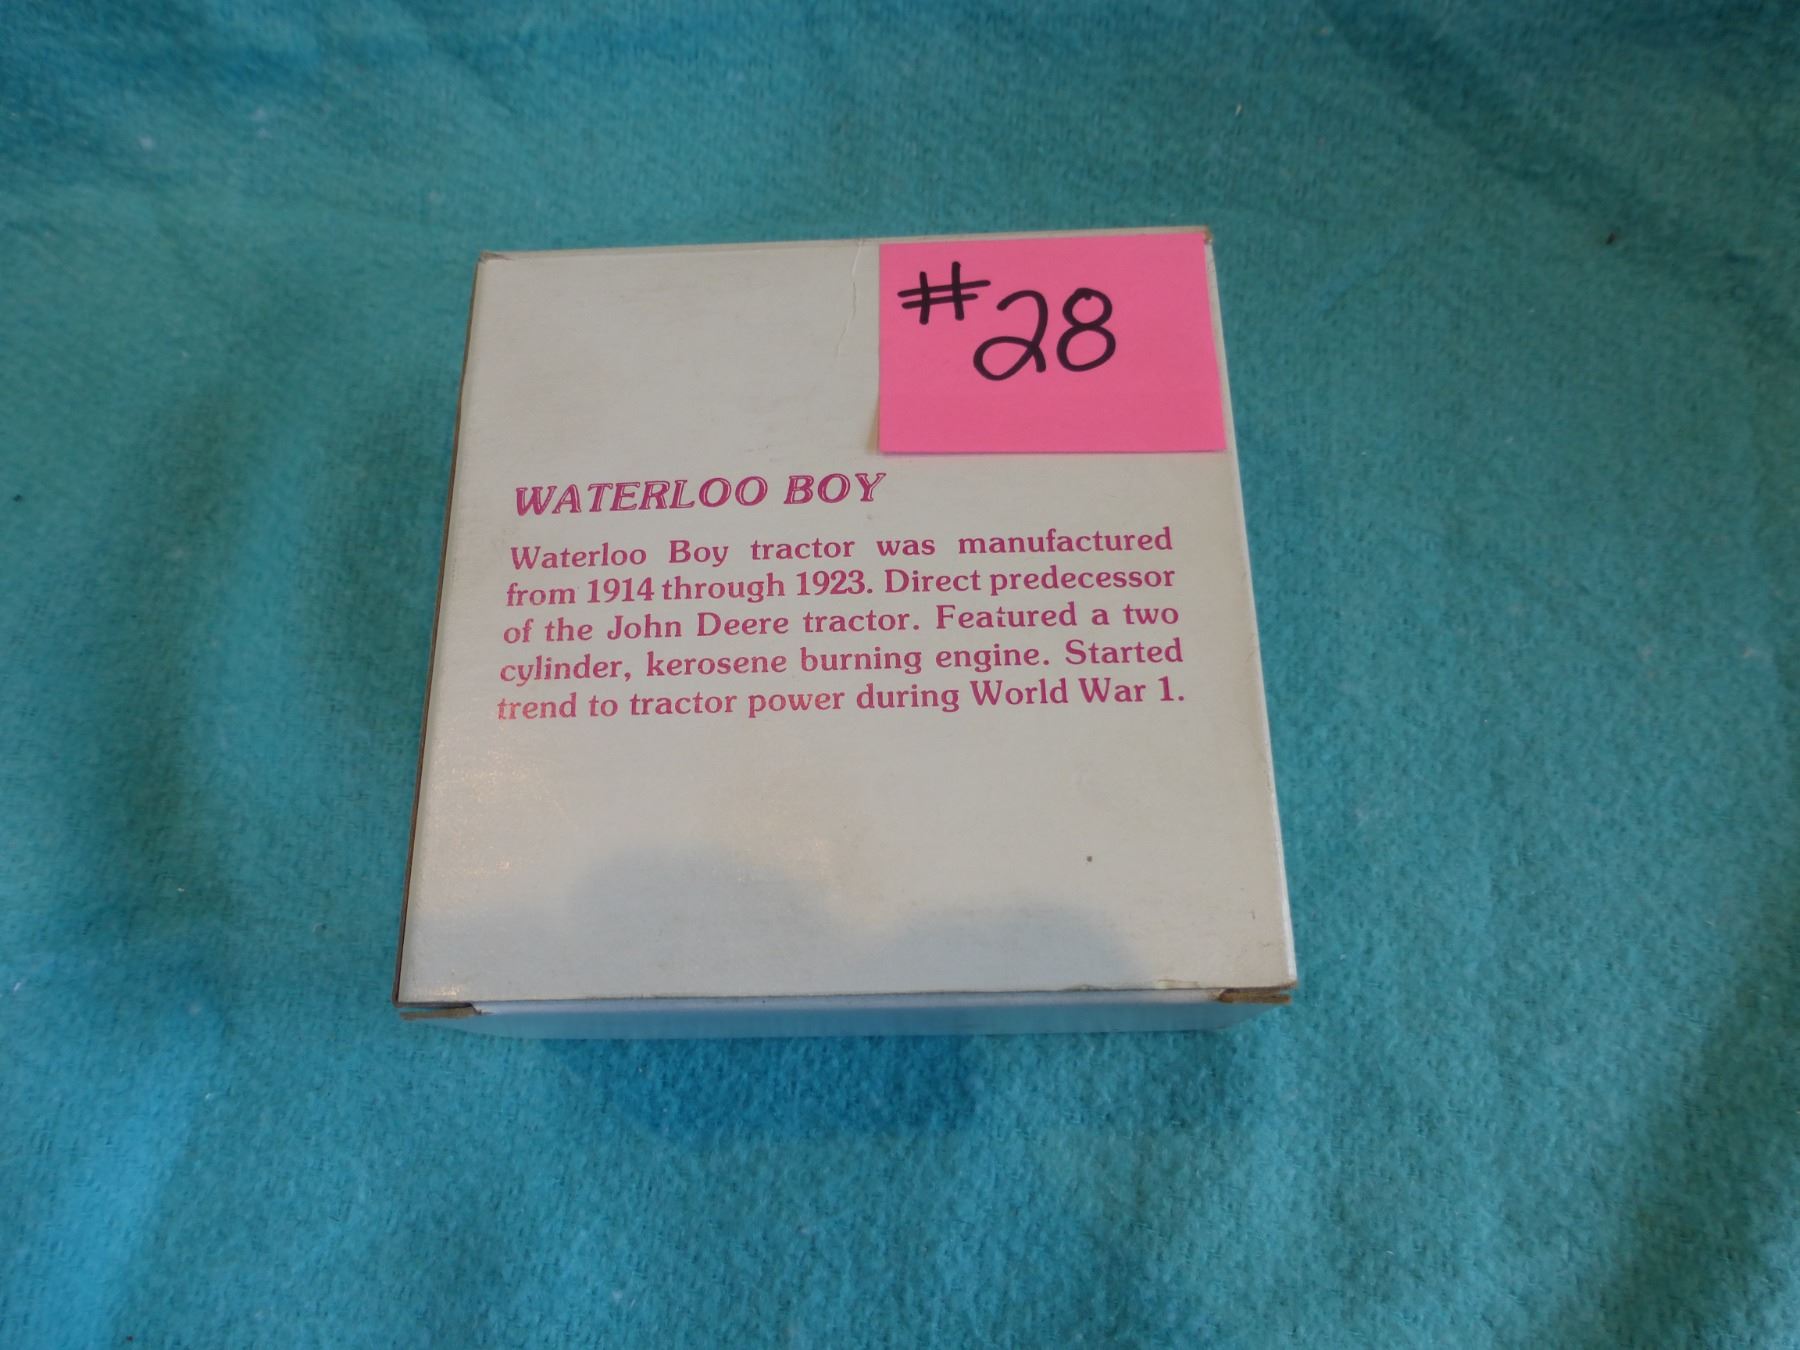 #28
WATERLOO BOY
Waterloo Boy tractor was manufactured
from 1914 through 1923. Direct predecessor
of the John Deere tractor. Featured a two
cylinder, kerosene burning engine. Started
trend to tractor power during World War 1.